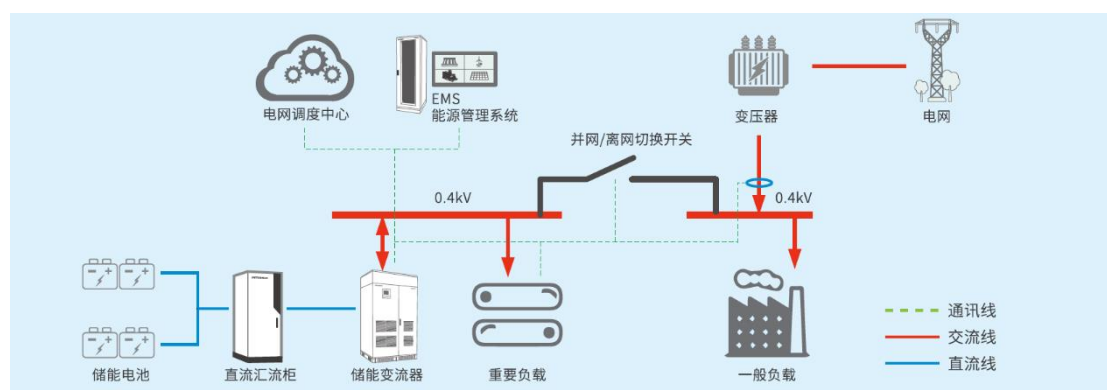 电网调度中心
EMS
能源管理系统
变压器
电网
并网/离网切换开关
0.4kV
0.4kV
储能电池
直流汇流柜
储能变流器
重要负载
一般负载
通讯线
交流线
直流线